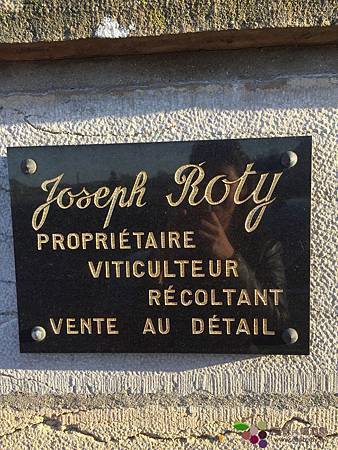 Joseph Roty
PROPRIÉTAIRE
VITICULTEUR
RÉCOLTANT
VENTE AU DÉTAIL